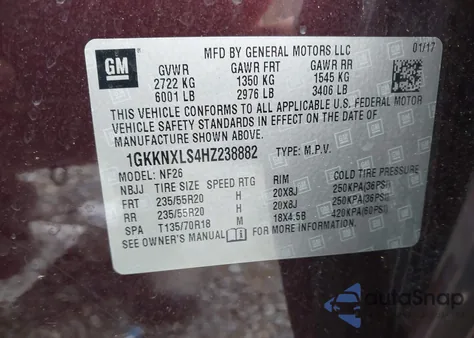 GM
MFD BY GENERAL MOTORS LLC 01/17
GVWR GAWR FRT GAWR RR
2722 KG 1350 KG 1545 KG
6001 LB 2976 LB 3406 LB
THIS VEHICLE CONFORMS TO ALL APPLICABLE U.S. FEDERAL MOTOR
VEHICLE SAFETY STANDARDS IN EFFECT ON THE DATE OF
MANUFACTURE SHOWN ABOVE.
1GKKNXLS4HZ238882 TYPE: M.P.V.
MODEL: NF26
NBJJ TIRE SIZE SPEED RTG RIM COLD TIRE PRESSURE
FRT 235/55R20 H 20X8J 250KPA(36PSI)
RR 235/55R20 H 20X8J 250KPA(36PSI)
SPA T135/70R18 M 18X4.5B 420KPA(60PSI)
SEE OWNER'S MANUAL FOR MORE INFORMATION
autoSnap